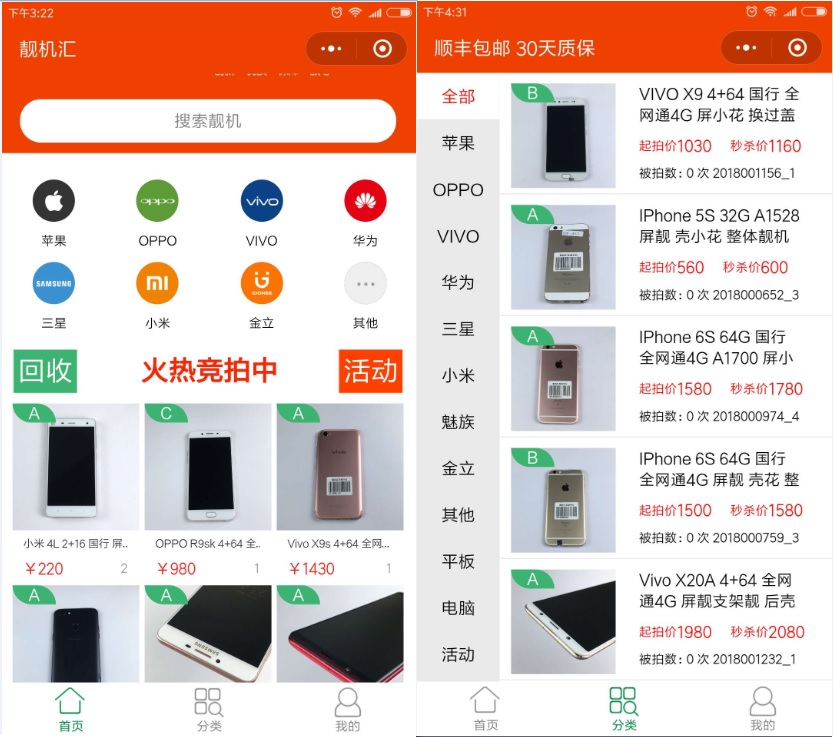 下午3:22
靓机汇
搜索靓机
oppo
vivo
苹果
OPPO
VIVO
华为
SAMSUNG
mi
GIONEE
三星
小米
金立
其他
回收
火热竞拍中
活动
A
C
A
小米 4L 2+16 国行 屏..
OPPO R9sk 4+64 全..
Vivo X9s 4+64 全网...
￥220
2
￥980
1
￥1430
1
A
A
A
SAMSUNG
首页
分类
我的
下午4:31
顺丰包邮 30天质保
全部
苹果
OPPO
VIVO
华为
三星
小米
魅族
金立
其他
平板
电脑
活动
B
VIVO X9 4+64 国行 全
网通4G 屏小花 换过盖
起拍价1030 秒杀价1160
被拍数: 0 次 2018001156_1
A
IPhone 5S 32G A1528
屏靓 壳小花 整体靓机
起拍价560 秒杀价600
被拍数: 0 次 2018000652_3
A
IPhone 6S 64G 国行
全网通4G A1700 屏小
起拍价1580 秒杀价1780
被拍数: 0 次 2018000974_4
B
IPhone 6S 64G 国行
全网通4G 屏靓 壳花 整
起拍价1500 秒杀价1580
被拍数: 0 次 2018000759_3
A
Vivo X20A 4+64 全网
通4G 屏靓支架靓 后壳
起拍价1980 秒杀价2080
被拍数: 0 次 2018001232_1
首页
分类
我的